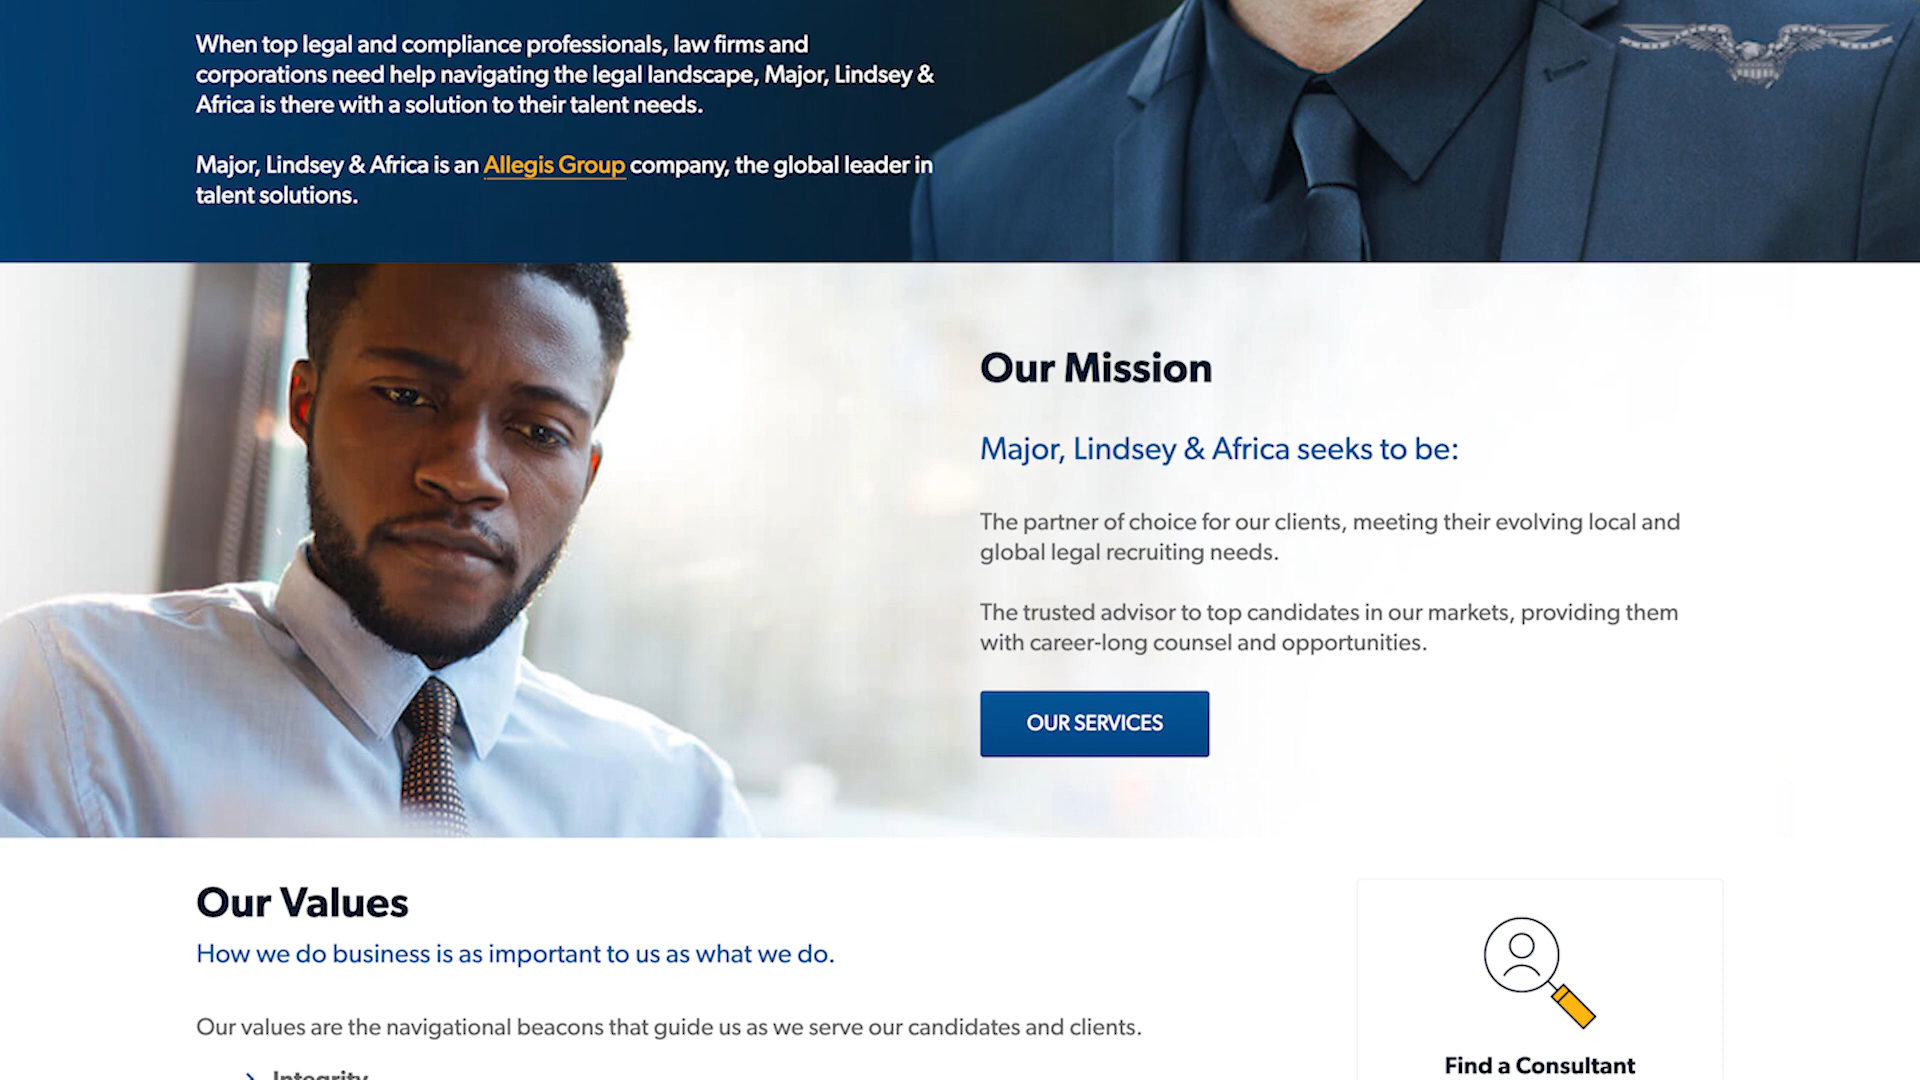 When top legal and compliance professionals, law firms and
corporations need help navigating the legal landscape, Major, Lindsey &
Africa is there with a solution to their talent needs.
Major, Lindsey & Africa is an Allegis Group company, the global leader in
talent solutions.
Our Mission
Major, Lindsey & Africa seeks to be:
The partner of choice for our clients, meeting their evolving local and
global legal recruiting needs.
The trusted advisor to top candidates in our markets, providing them
with career-long counsel and opportunities.
OUR SERVICES
Our Values
How we do business is as important to us as what we do.
Our values are the navigational beacons that guide us as we serve our candidates and clients.
Integrity
Find a Consultant